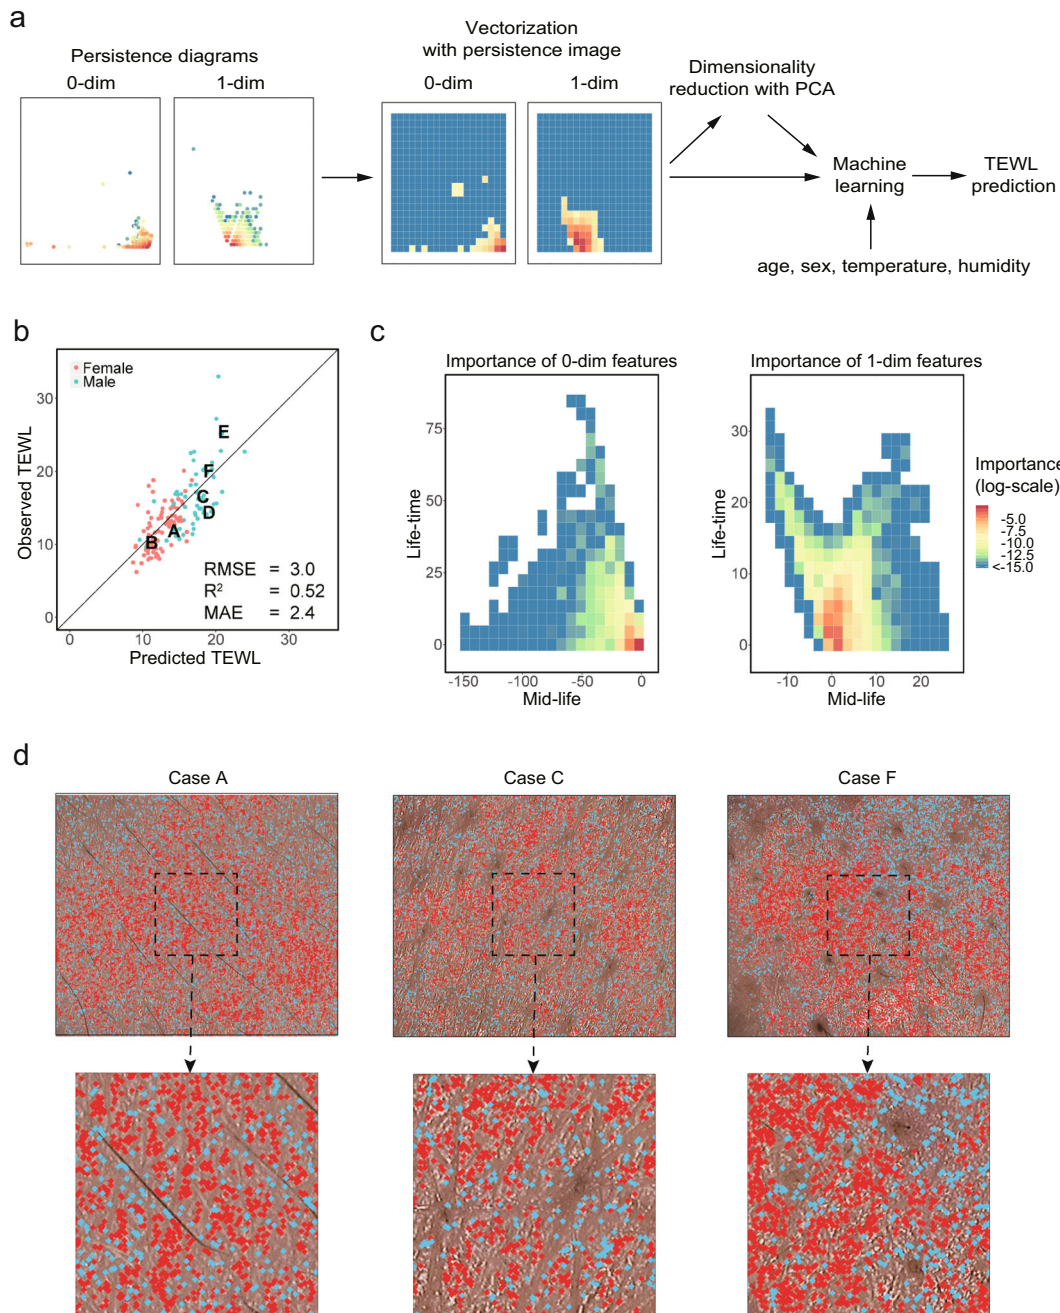 a
Persistence diagrams
0-dim 1-dim
Vectorization
with persistence image
0-dim 1-dim
Dimensionality
reduction with PCA
Machine
learning
TEWL
prediction
age, sex, temperature, humidity
b
Female
Male
Observed TEWL
30
20
10
0
E
F
C
D
A
B
RMSE = 3.0
R² = 0.52
MAE = 2.4
0 10 20 30
Predicted TEWL
c
Importance of 0-dim features
Life-time
75
50
25
0
-150 -100 -50 0
Mid-life
Importance of 1-dim features
Life-time
30
20
10
0
-10 0 10 20
Mid-life
Importance
(log-scale)
-5.0
-7.5
-10.0
-12.5
<-15.0
d
Case A
Case C
Case F